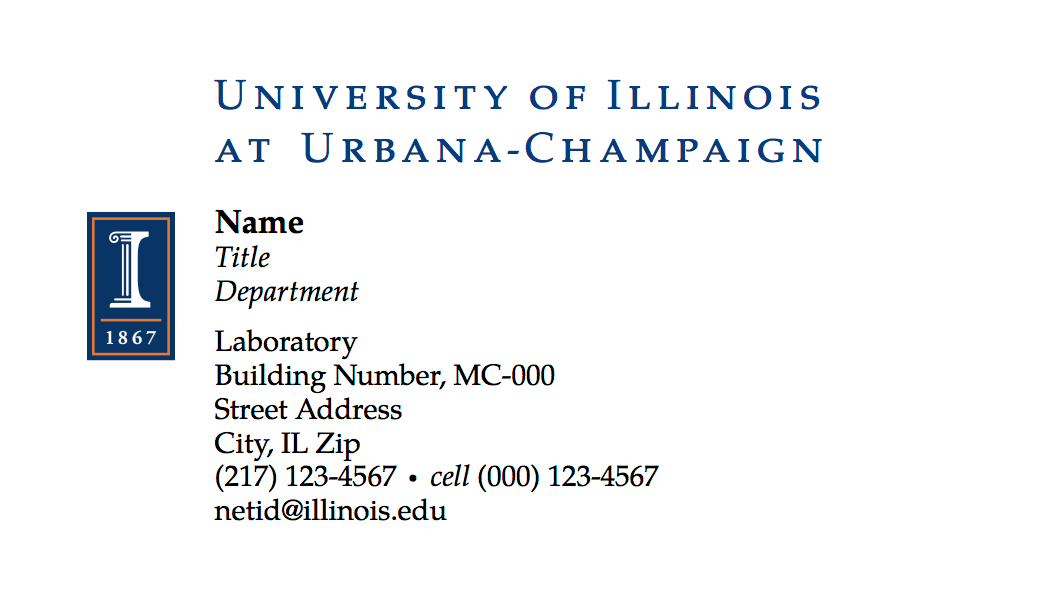 University of Illinois
at Urbana-Champaign
I
1867
Name
Title
Department
Laboratory
Building Number, MC-000
Street Address
City, IL Zip
(217) 123-4567 • cell (000) 123-4567
netid@illinois.edu